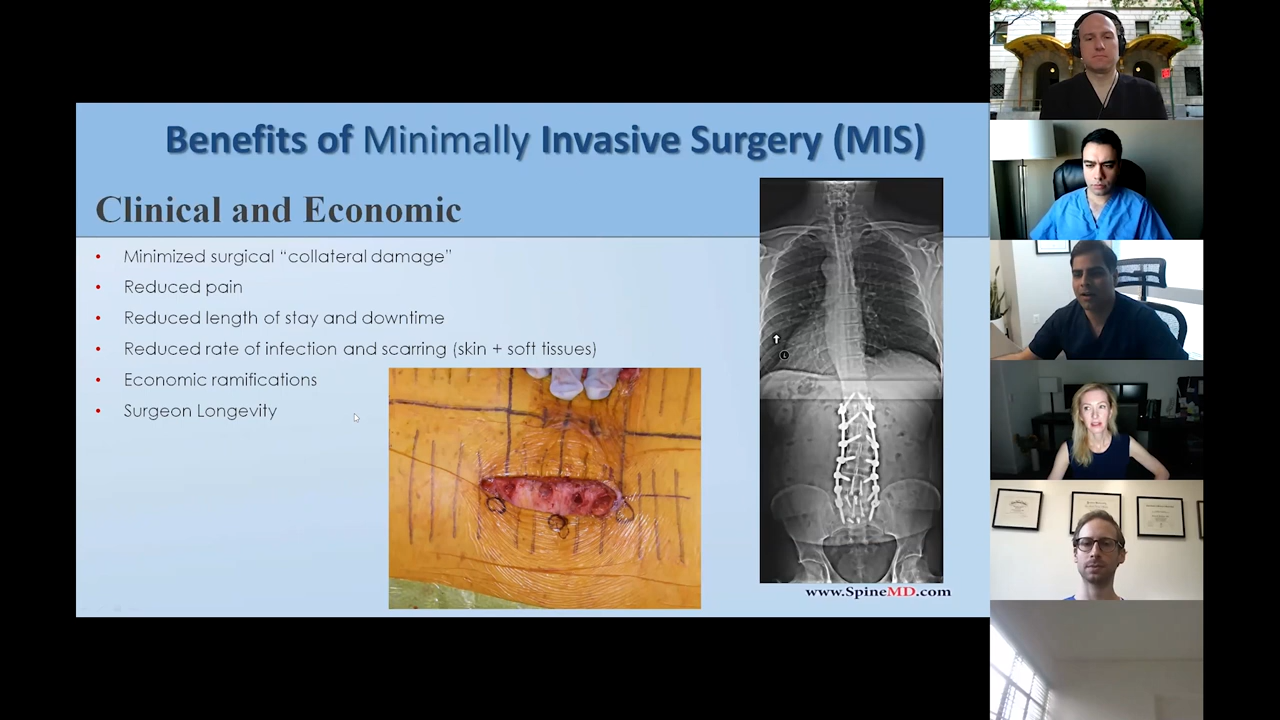 Benefits of Minimally Invasive Surgery (MIS)
Clinical and Economic
• Minimized surgical “collateral damage”
• Reduced pain
• Reduced length of stay and downtime
• Reduced rate of infection and scarring (skin + soft tissues)
• Economic ramifications
• Surgeon Longevity
L
www.SpineMD.com